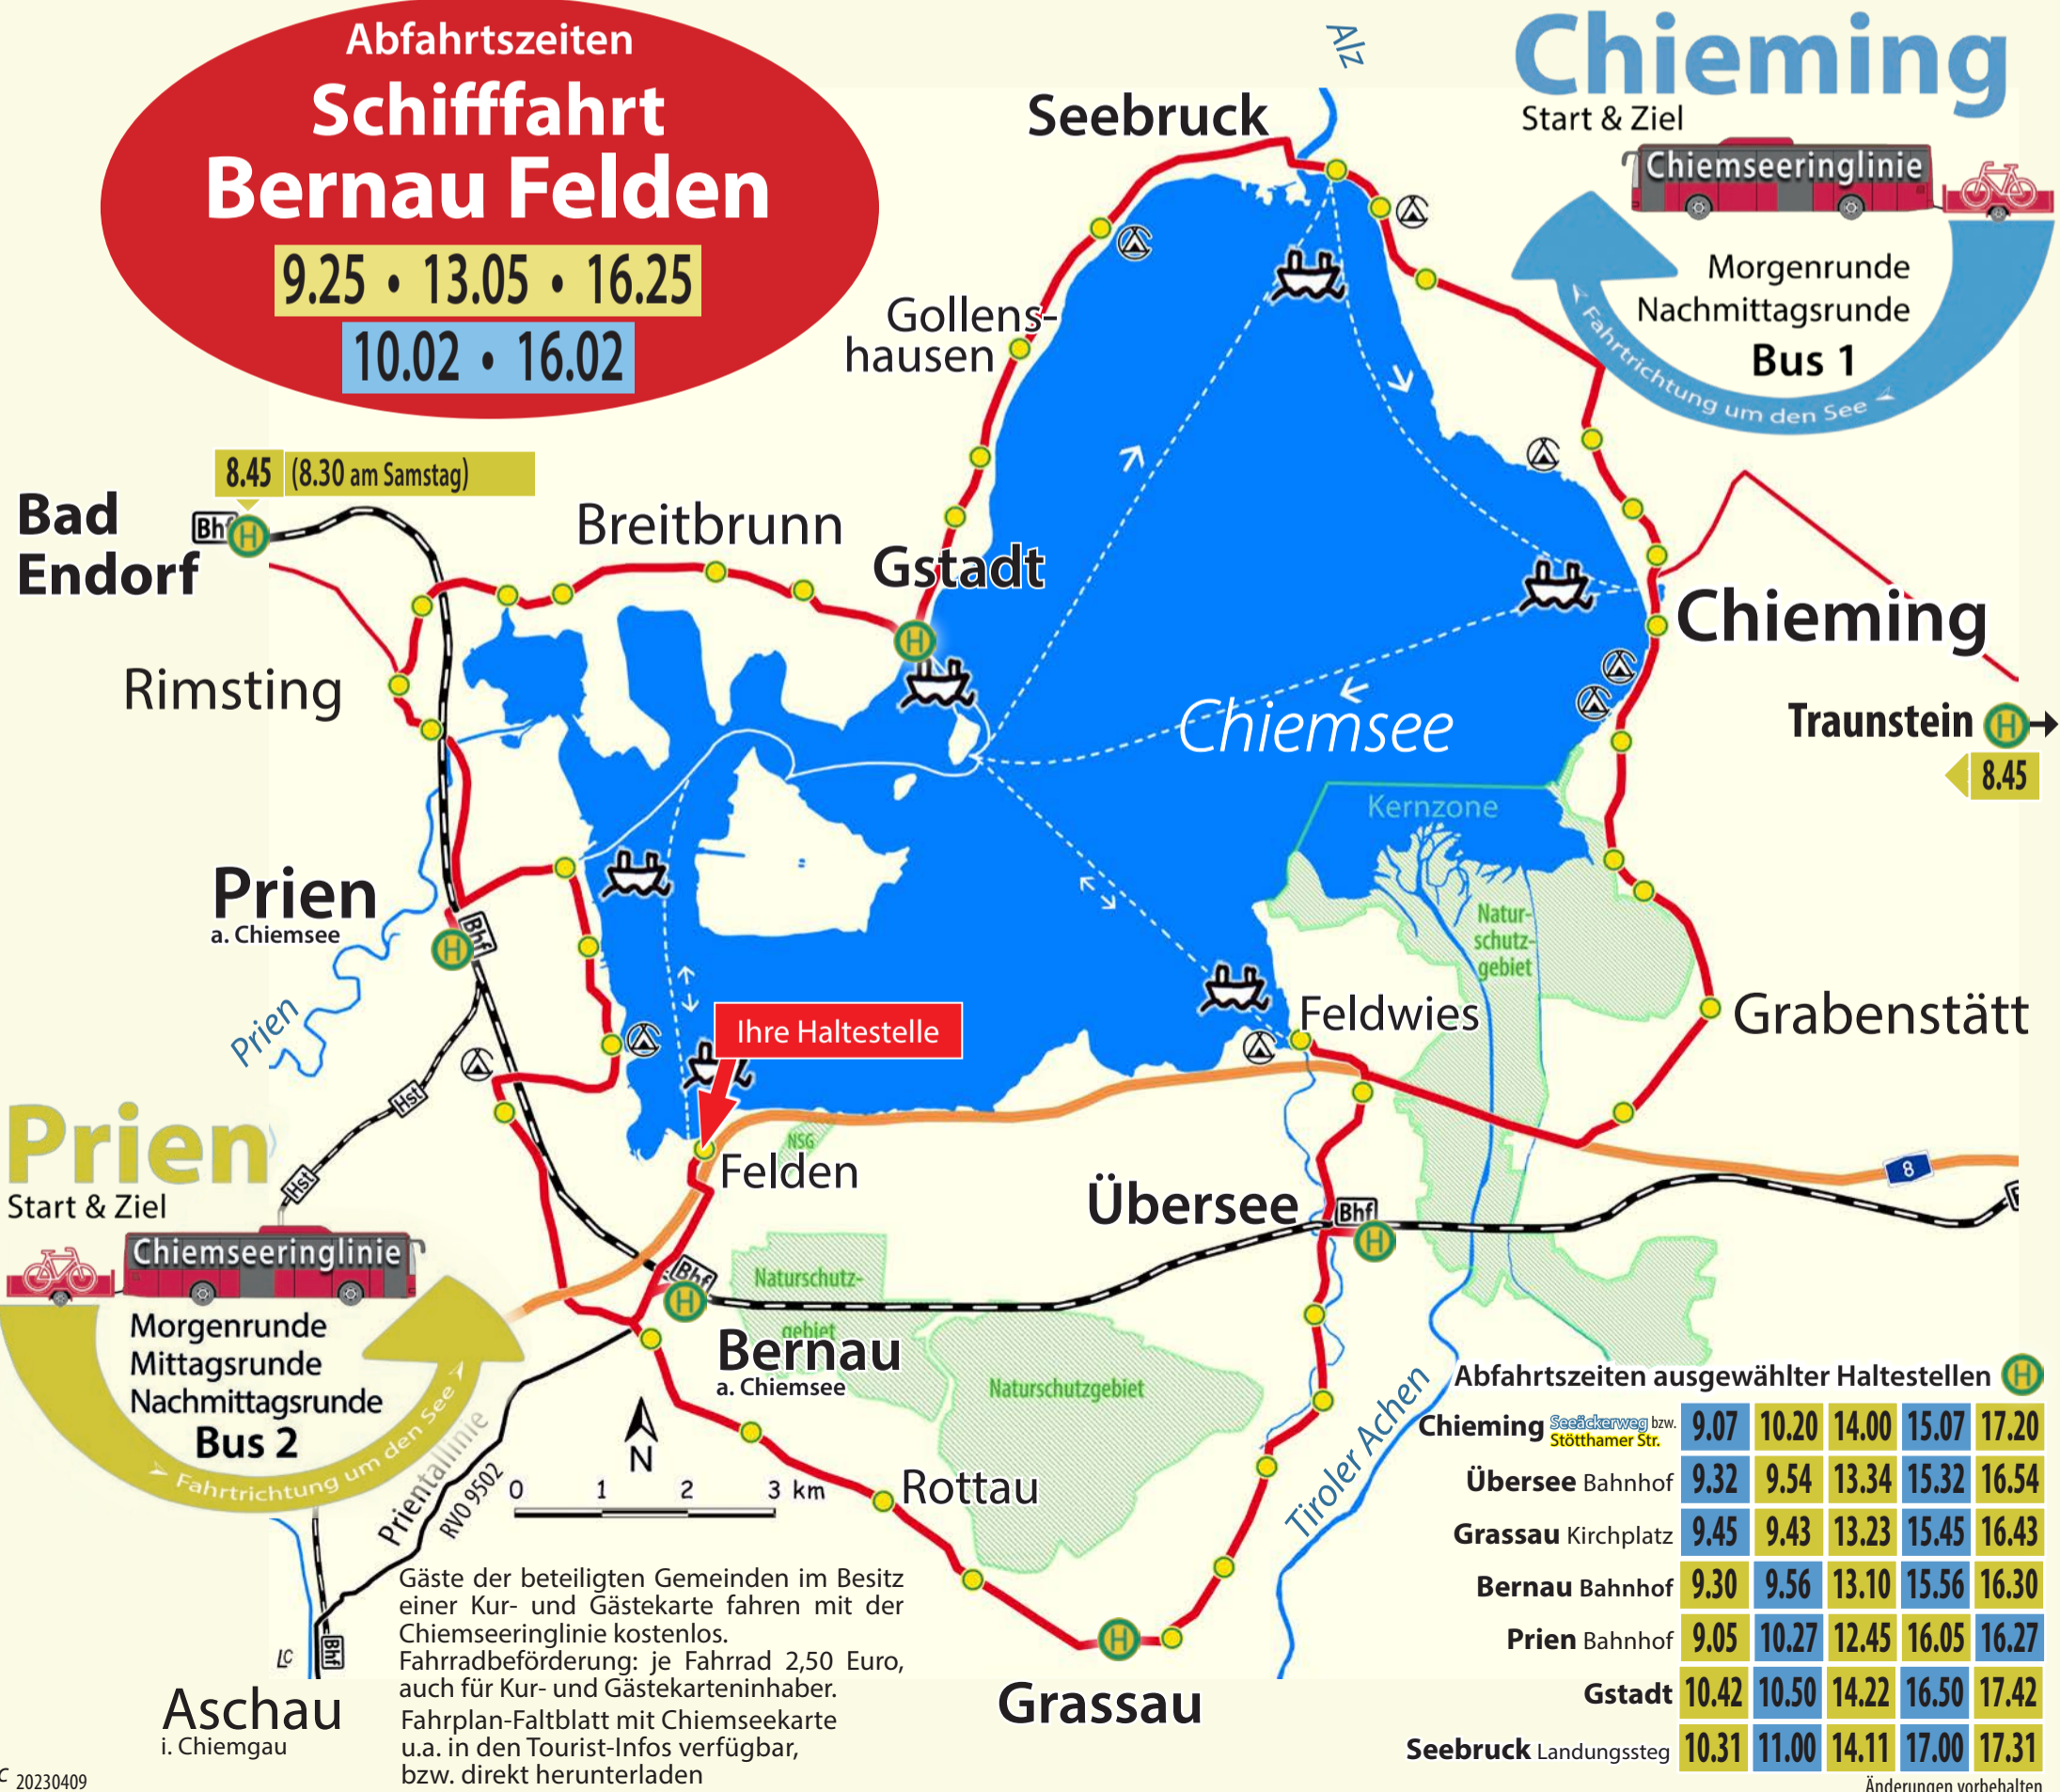 Abfahrtszeiten
Schifffahrt
Bernau Felden
9.25 • 13.05 • 16.25
10.02 • 16.02
Alz
Chieming
Start & Ziel
Chiemseeringlinie
Morgenrunde
Nachmittagsrunde
Bus 1
Fahrtrichtung um den See
Seebruck
Gollens-
hausen
8.45 (8.30 am Samstag)
Bad
Endorf
Bhf
H
Breitbrunn
Gstadt
H
Rimsting
Chieming
Traunstein H
8.45
Chiemsee
Kernzone
Prien
a. Chiemsee
Bhf
H
Prien
Natur-
schutz-
gebiet
Ihre Haltestelle
Feldwies
Grabenstätt
Hst
Hst
NSG
Felden
8
Übersee
Bhf
H
Prien
Start & Ziel
Chiemseeringlinie
Morgenrunde
Mittagsrunde
Nachmittagsrunde
Bus 2
Fahrtrichtung um den See
Bhf
H
Naturschutz-
gebiet
Bernau
a. Chiemsee
Naturschutzgebiet
Prientallinie
RVO 9502
N
0 1 2 3 km
Rottau
Tiroler Achen
H
Grassau
LC
Bhf
Aschau
i. Chiemgau
Gäste der beteiligten Gemeinden im Besitz
einer Kur- und Gästekarte fahren mit der
Chiemseeringlinie kostenlos.
Fahrradbeförderung: je Fahrrad 2,50 Euro,
auch für Kur- und Gästekarteninhaber.
Fahrplan-Faltblatt mit Chiemseekarte
u.a. in den Tourist-Infos verfügbar,
bzw. direkt herunterladen
Abfahrtszeiten ausgewählter Haltestellen H
Chieming Seeäckerweg bzw. Stötthamer Str. 9.07 10.20 14.00 15.07 17.20
Übersee Bahnhof 9.32 9.54 13.34 15.32 16.54
Grassau Kirchplatz 9.45 9.43 13.23 15.45 16.43
Bernau Bahnhof 9.30 9.56 13.10 15.56 16.30
Prien Bahnhof 9.05 10.27 12.45 16.05 16.27
Gstadt 10.42 10.50 14.22 16.50 17.42
Seebruck Landungssteg 10.31 11.00 14.11 17.00 17.31
Änderungen vorbehalten
20230409